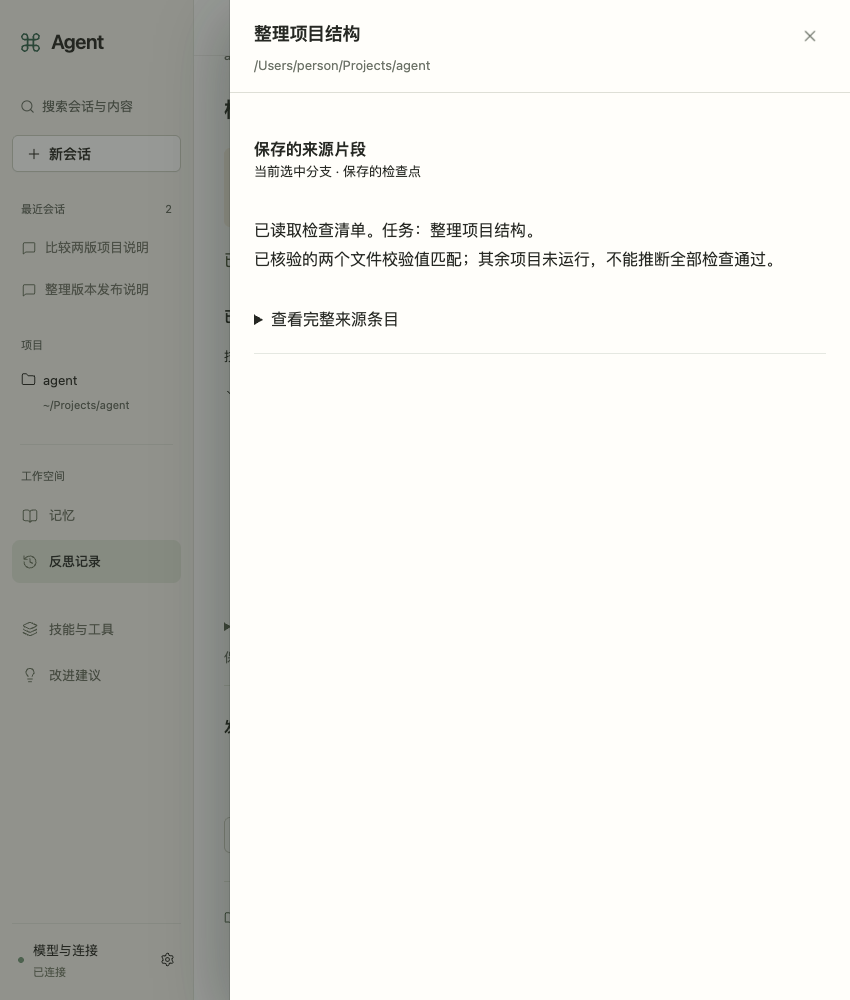 Agent
搜索会话与内容
新会话
最近会话 2
比较两版项目说明
整理版本发布说明
项目
agent
~/Projects/agent
工作空间
记忆
反思记录
技能与工具
改进建议
模型与连接
已连接
整理项目结构
/Users/person/Projects/agent
保存的来源片段
当前选中分支 · 保存的检查点
已读取检查清单。任务：整理项目结构。
已核验的两个文件校验值匹配；其余项目未运行，不能推断全部检查通过。
查看完整来源条目